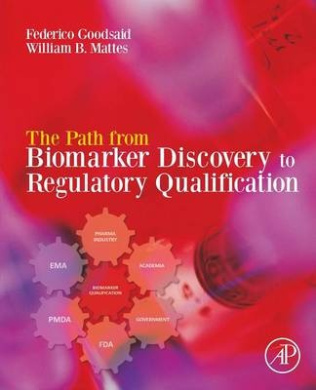 Federico Goodsaid
William B. Mattes
The Path from
Biomarker Discovery to
Regulatory Qualification
PHARMA
INDUSTRY
EMA
ACADEMIA
BIOMARKER
QUALIFICATION
PMDA
GOVERNMENT
FDA
AP